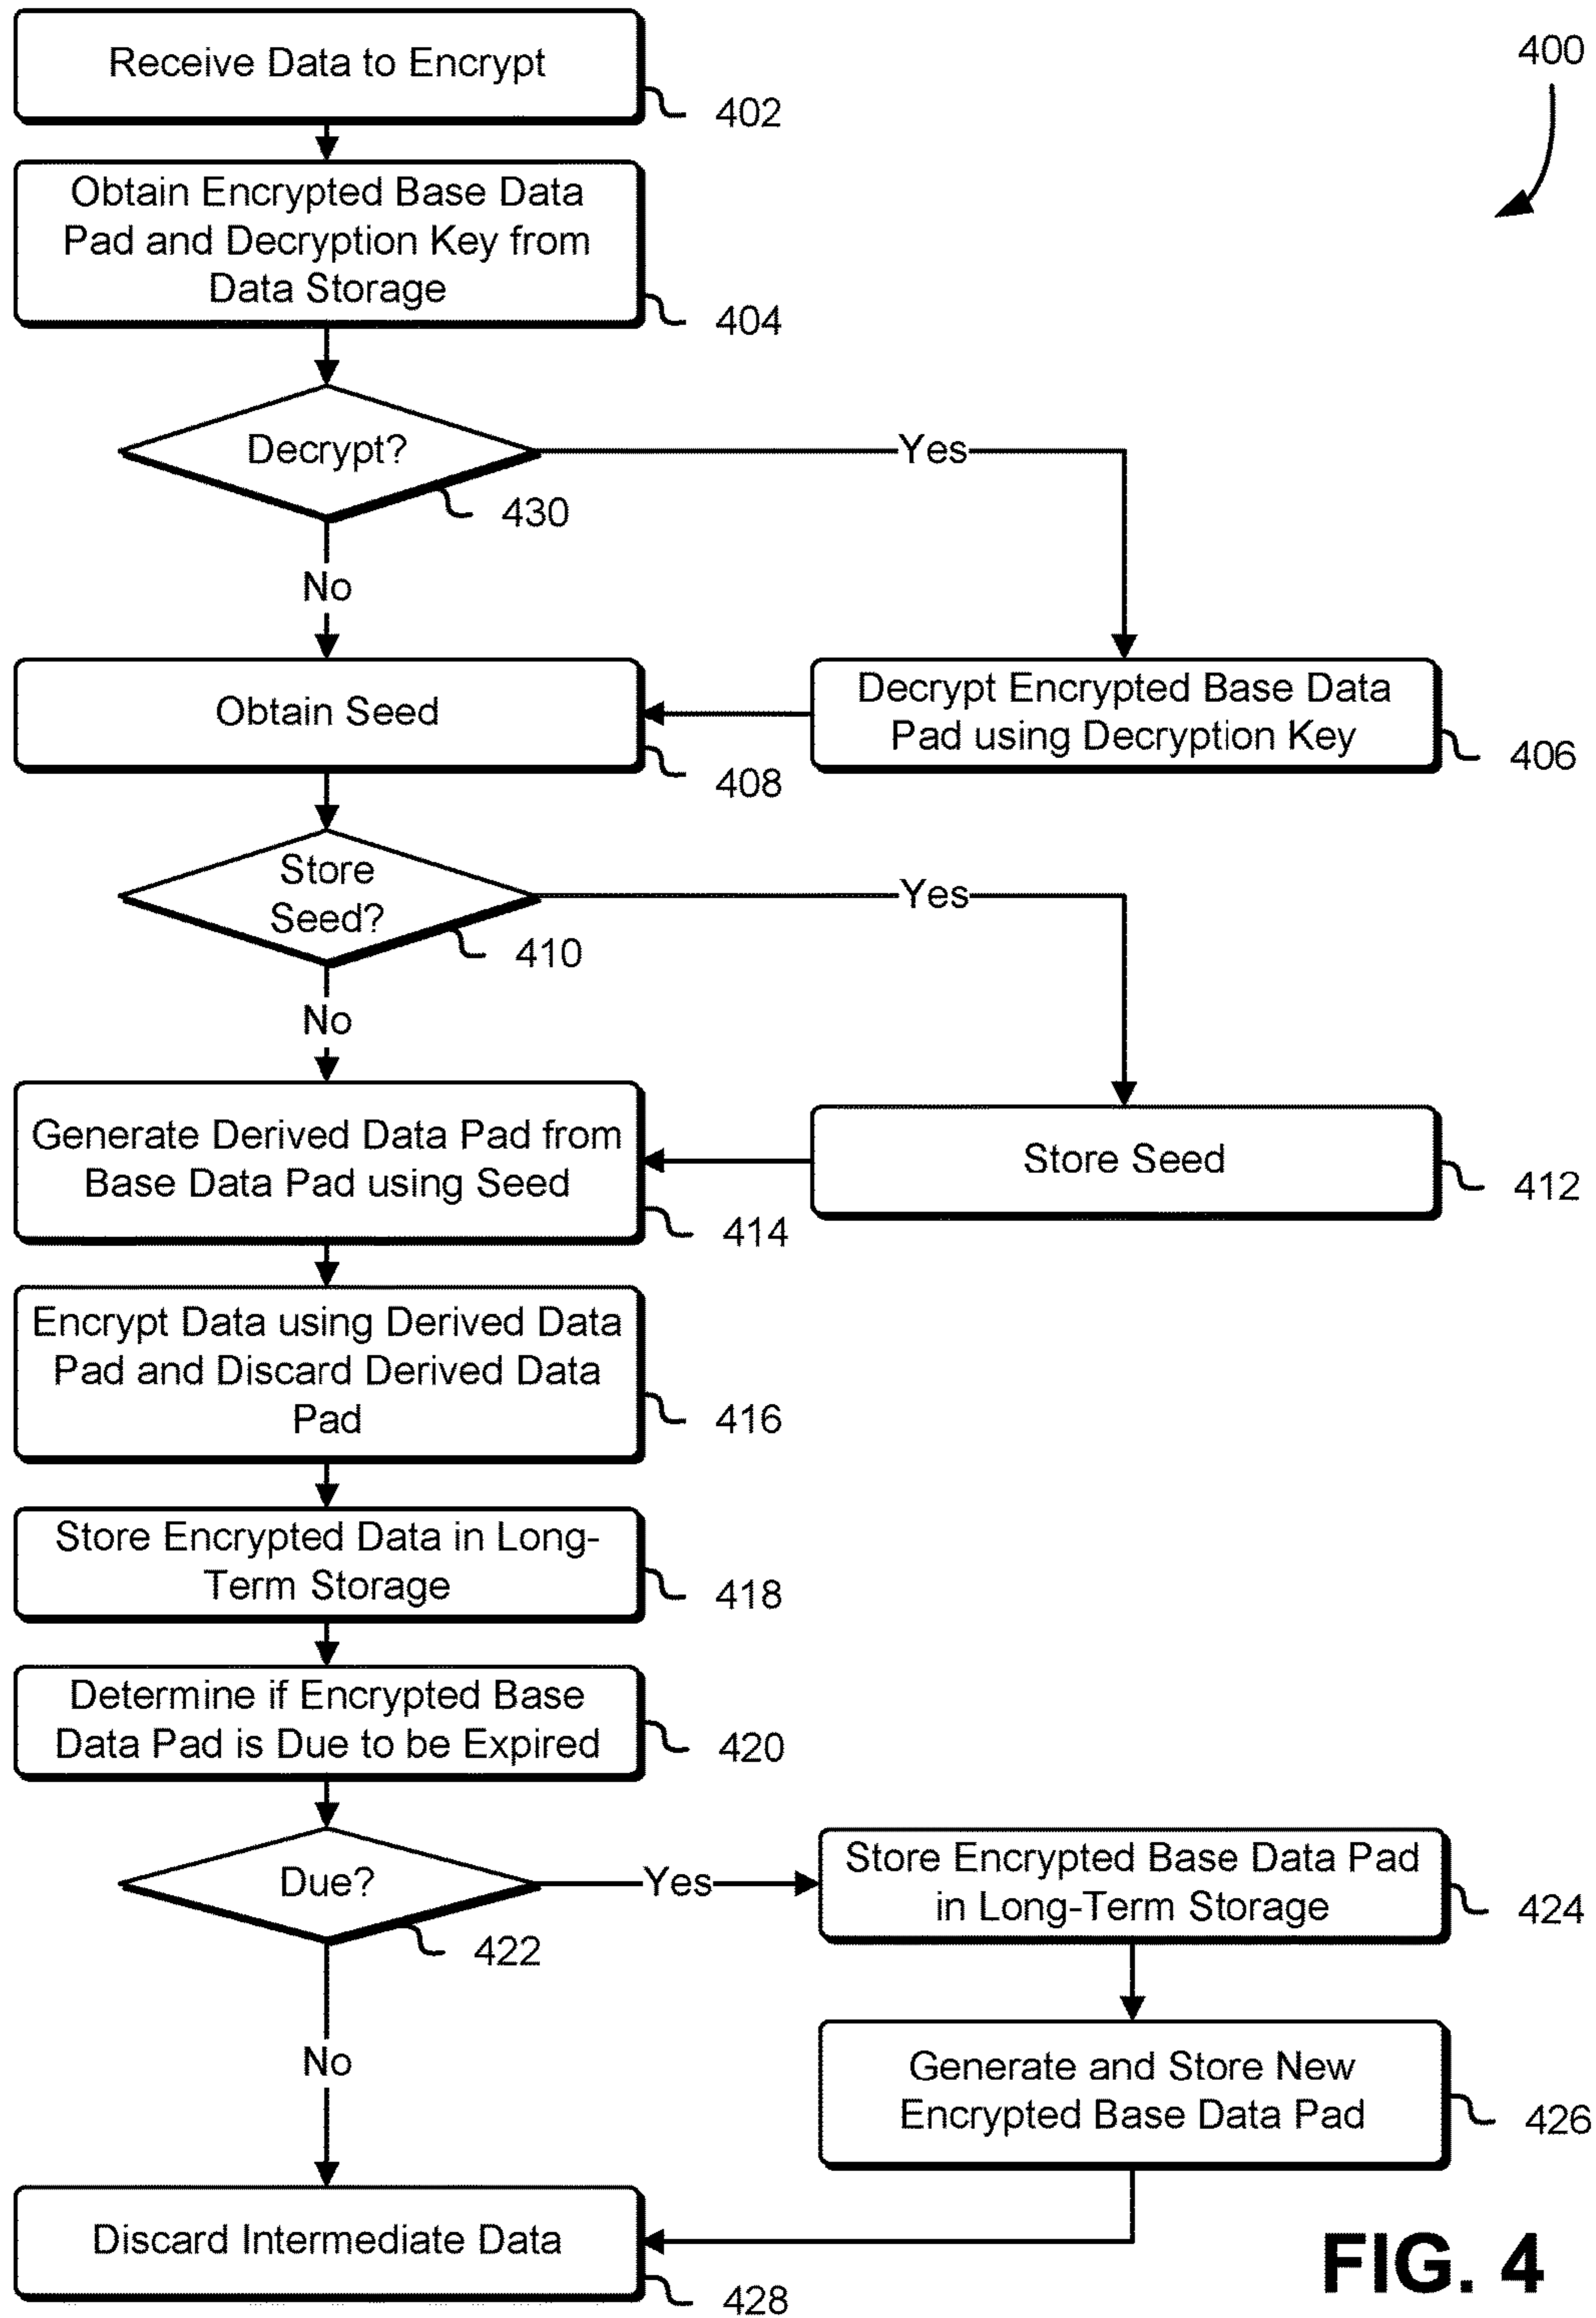 Receive Data to Encrypt
402
400
Obtain Encrypted Base Data
Pad and Decryption Key from
Data Storage
404
Decrypt?
430
Yes
No
Obtain Seed
408
Decrypt Encrypted Base Data
Pad using Decryption Key
406
Store
Seed?
410
Yes
No
Generate Derived Data Pad from
Base Data Pad using Seed
414
Store Seed
412
Encrypt Data using Derived Data
Pad and Discard Derived Data
Pad
416
Store Encrypted Data in Long-
Term Storage
418
Determine if Encrypted Base
Data Pad is Due to be Expired
420
Due?
422
Yes
Store Encrypted Base Data Pad
in Long-Term Storage
424
No
Generate and Store New
Encrypted Base Data Pad
426
Discard Intermediate Data
428
FIG. 4